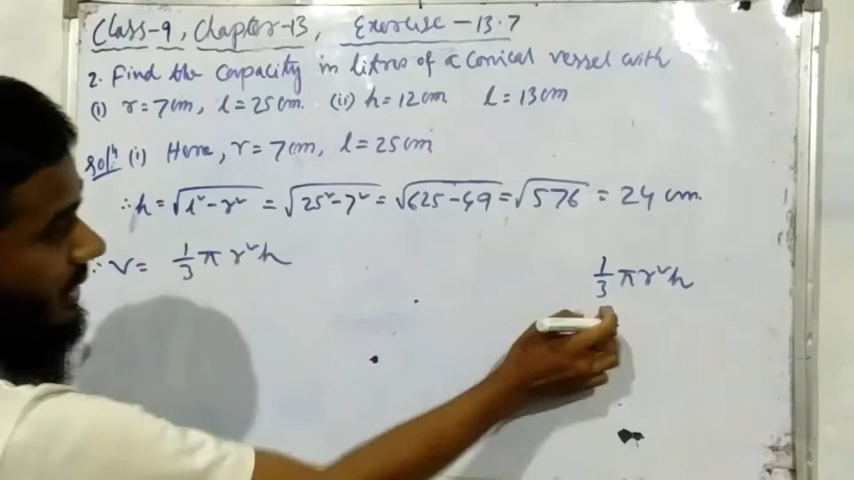 Class-9, Chapter-13, Exercise-13.7
2. Find the capacity in litres of a conical vessel with
(i) r=7cm, l=25cm. (ii) h=12cm l=13cm
Solⁿ (i) Here, r=7cm, l=25cm
∴h=√l²-r² = √25²-7² = √625-49 = √576 = 24 cm.
∴ V= 1/3 πr²h 1/3 πr²h